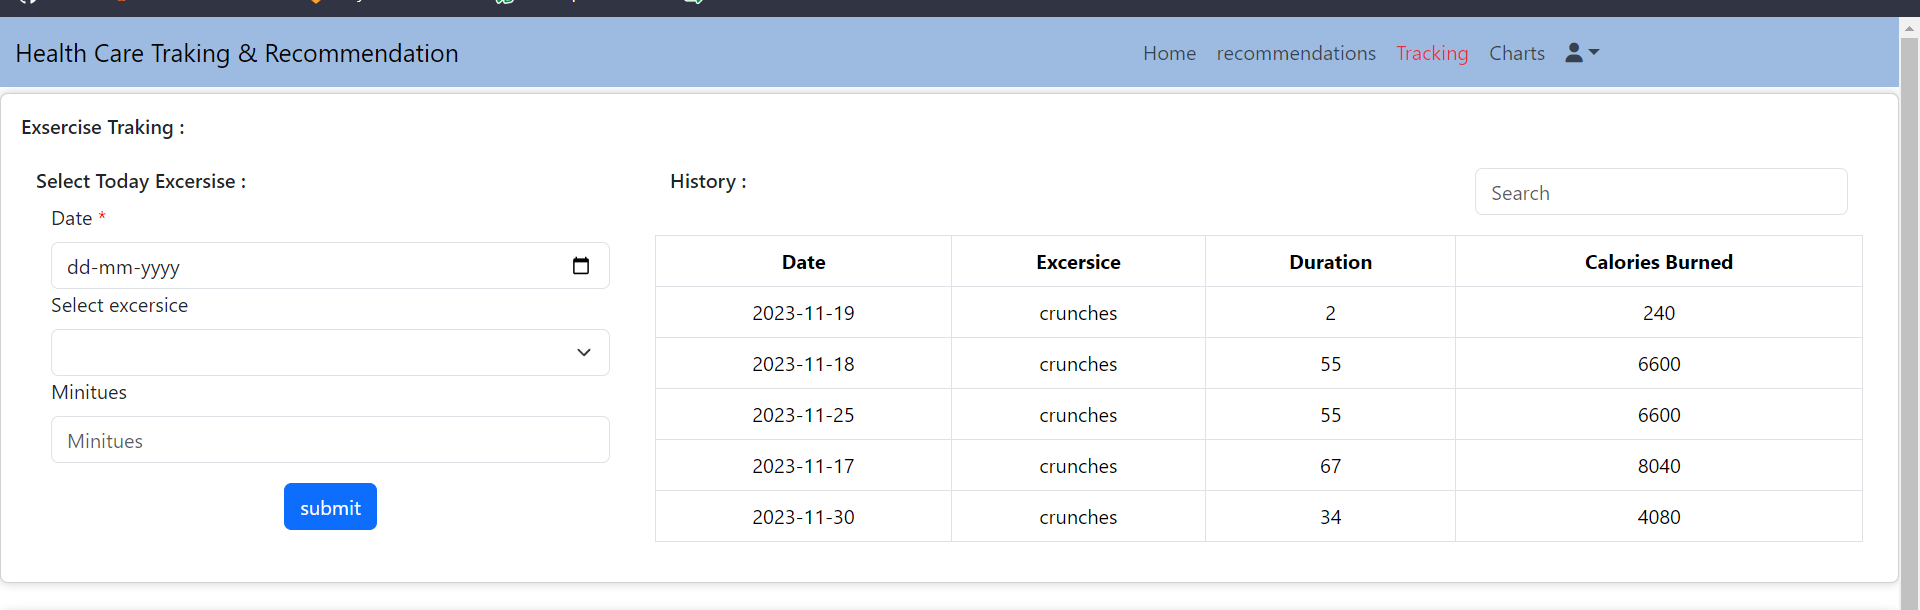 Health Care Traking & Recommendation
Home recommendations Tracking Charts
Exsercise Traking :
Select Today Excersise :
Date *
dd-mm-yyyy
Select excersice
Minitues
Minitues
submit
History :
Search
Date Excersice Duration Calories Burned
2023-11-19 crunches 2 240
2023-11-18 crunches 55 6600
2023-11-25 crunches 55 6600
2023-11-17 crunches 67 8040
2023-11-30 crunches 34 4080